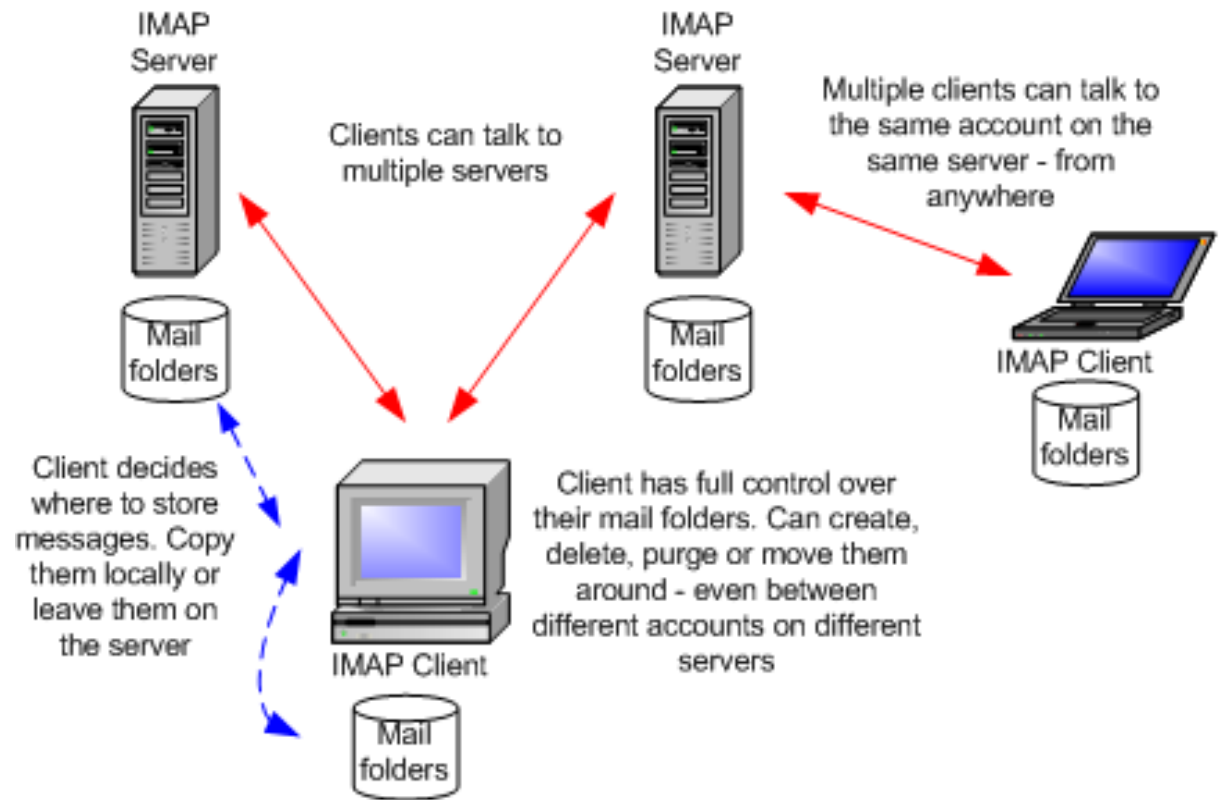 IMAP
Server
IMAP
Server
Clients can talk to
multiple servers
Multiple clients can talk to
the same account on the
same server - from
anywhere
Mail
folders
Mail
folders
IMAP Client
Mail
folders
Client decides
where to store
messages. Copy
them locally or
leave them on
the server
Client has full control over
their mail folders. Can create,
delete, purge or move them
around - even between
different accounts on different
servers
IMAP Client
Mail
folders